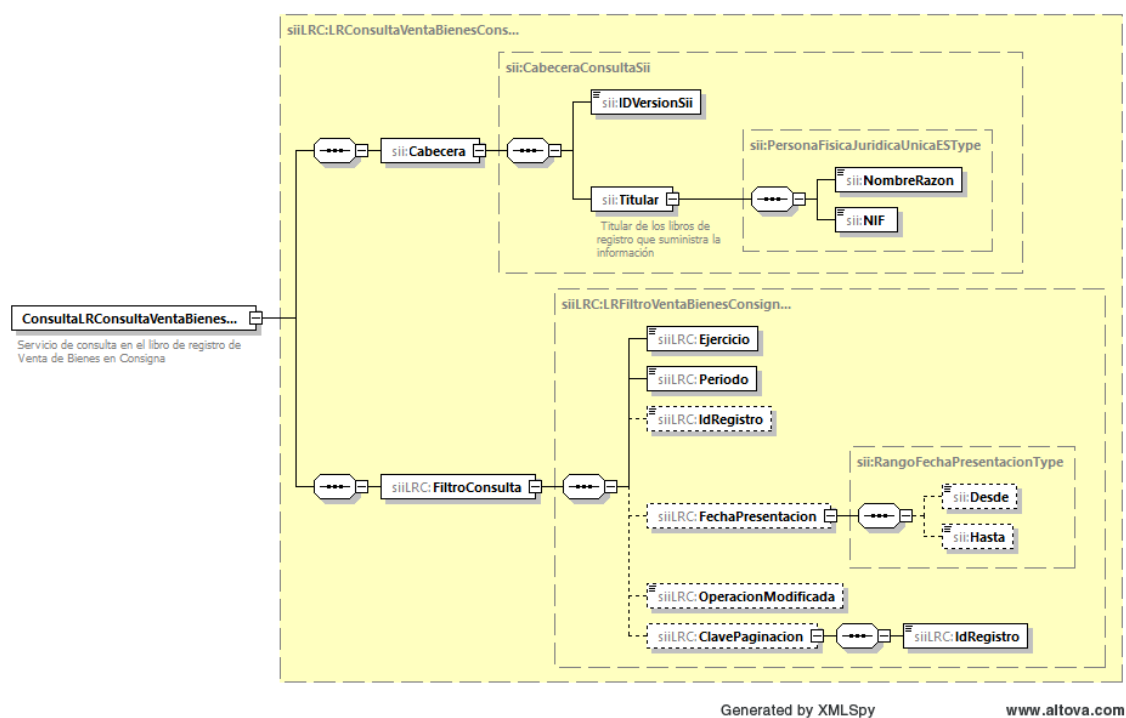 siiLRC:LRConsultaVentaBienesCons...
sii:CabeceraConsultaSii
sii:IDVersionSii
sii:PersonaFisicaJuridicaUnicaESType
sii:Cabecera
sii:NombreRazon
sii:Titular
Titular de los libros de
registro que suministra la
información
sii:NIF
siiLRC:LRFiltroVentaBienesConsign...
ConsultaLRConsultaVentaBienes...
Servicio de consulta en el libro de registro de
Venta de Bienes en Consigna
siiLRC:Ejercicio
siiLRC:Periodo
siiLRC:IdRegistro
sii:RangoFechaPresentacionType
siiLRC:FiltroConsulta
sii:Desde
siiLRC:FechaPresentacion
sii:Hasta
siiLRC:OperacionModificada
siiLRC:ClavePaginacion
siiLRC:IdRegistro
Generated by XMLSpy
www.altova.com